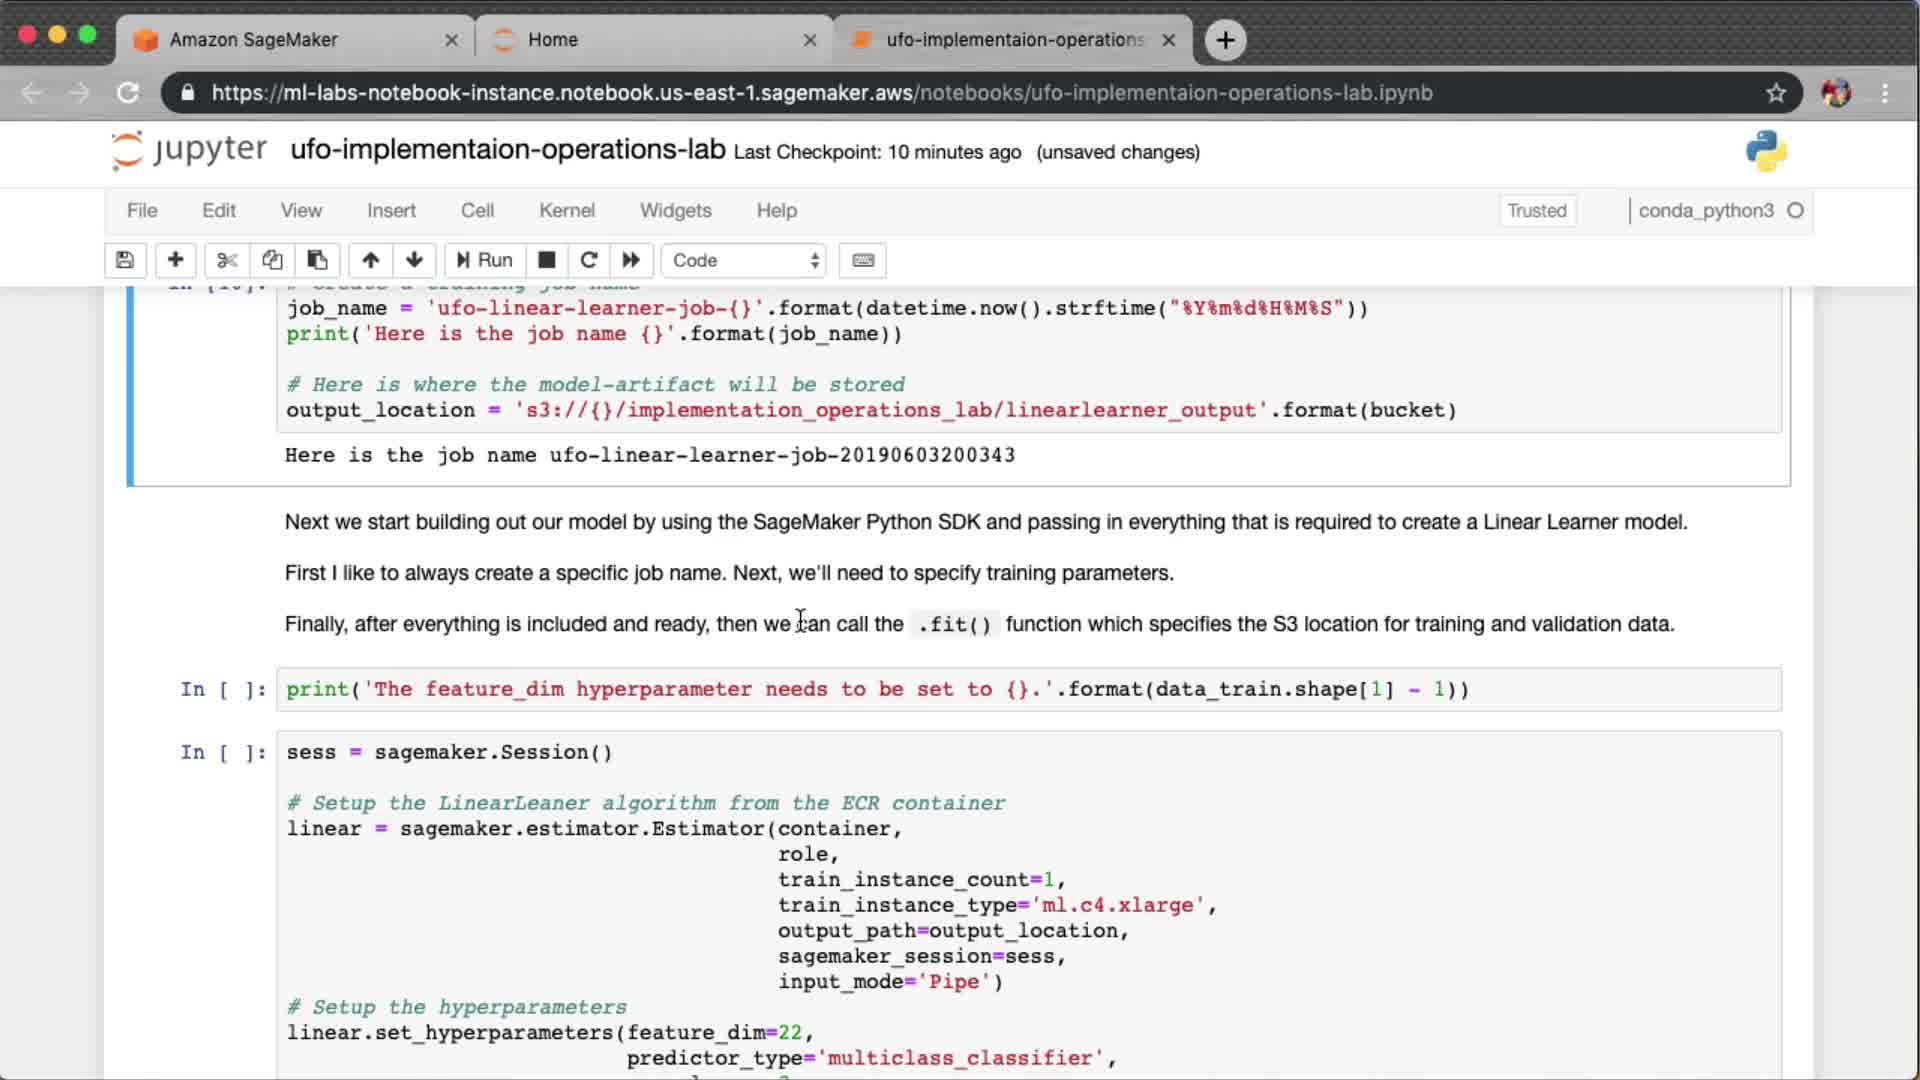 Amazon SageMaker
Home
ufo-implementaion-operations
https://ml-labs-notebook-instance.notebook.us-east-1.sagemaker.aws/notebooks/ufo-implementaion-operations-lab.ipynb
jupyter ufo-implementaion-operations-lab Last Checkpoint: 10 minutes ago (unsaved changes)
File Edit View Insert Cell Kernel Widgets Help Trusted conda_python3
Run Code
job_name = 'ufo-linear-learner-job-{}'.format(datetime.now().strftime("%Y%m%d%H%M%S"))
print('Here is the job name {}'.format(job_name))
# Here is where the model-artifact will be stored
output_location = 's3://{}/implementation_operations_lab/linearlearner_output'.format(bucket)
Here is the job name ufo-linear-learner-job-20190603200343
Next we start building out our model by using the SageMaker Python SDK and passing in everything that is required to create a Linear Learner model.
First I like to always create a specific job name. Next, we'll need to specify training parameters.
Finally, after everything is included and ready, then we can call the .fit() function which specifies the S3 location for training and validation data.
In [ ]: print('The feature_dim hyperparameter needs to be set to {}.'.format(data_train.shape[1] - 1))
In [ ]: sess = sagemaker.Session()
# Setup the LinearLeaner algorithm from the ECR container
linear = sagemaker.estimator.Estimator(container,
role,
train_instance_count=1,
train_instance_type='ml.c4.xlarge',
output_path=output_location,
sagemaker_session=sess,
input_mode='Pipe')
# Setup the hyperparameters
linear.set_hyperparameters(feature_dim=22,
predictor_type='multiclass_classifier',